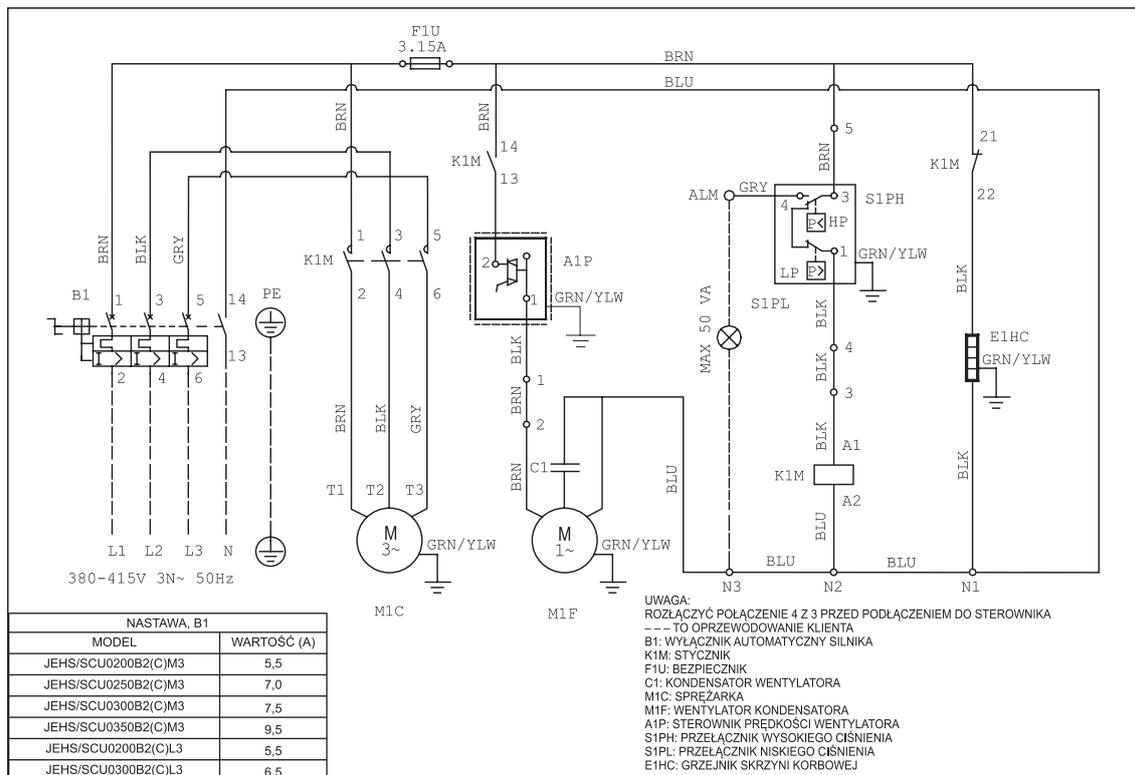 F1U
3.15A
BRN
BLU
BRN
BRN
14
K1M
13
5
BRN
21
K1M
22
ALM
GRY
4
3
S1PH
P<
HP
1
LP
P>
GRN/YLW
S1PL
BRN
BLK
GRY
B1
1
3
5
14
PE
13
2
4
6
K1M
1
3
5
2
4
6
2
A1P
1
GRN/YLW
BLK
1
BRN
2
BRN
C1
BLU
MAX 50 VA
BLK
4
BLK
3
BLK
A1
K1M
A2
BLU
BLK
E1HC
GRN/YLW
BLK
BRN
BLK
GRY
T1
T2
T3
M
3~
GRN/YLW
M1C
M
1~
GRN/YLW
M1F
L1
L2
L3
N
380-415V 3N~ 50Hz
BLU
BLU
N3
N2
N1
NASTAWA, B1
MODEL
WARTOŚĆ (A)
JEHS/SCU0200B2(C)M3
5,5
JEHS/SCU0250B2(C)M3
7,0
JEHS/SCU0300B2(C)M3
7,5
JEHS/SCU0350B2(C)M3
9,5
JEHS/SCU0200B2(C)L3
5,5
JEHS/SCU0300B2(C)L3
6,5
UWAGA:
ROZŁĄCZYĆ POŁĄCZENIE 4 Z 3 PRZED PODŁĄCZENIEM DO STEROWNIKA
– – – TO OPRZEWODOWANIE KLIENTA
B1: WYŁĄCZNIK AUTOMATYCZNY SILNIKA
K1M: STYCZNIK
F1U: BEZPIECZNIK
C1: KONDENSATOR WENTYLATORA
M1C: SPRĘŻARKA
M1F: WENTYLATOR KONDENSATORA
A1P: STEROWNIK PRĘDKOŚCI WENTYLATORA
S1PH: PRZEŁĄCZNIK WYSOKIEGO CIŚNIENIA
S1PL: PRZEŁĄCZNIK NISKIEGO CIŚNIENIA
E1HC: GRZEJNIK SKRZYNI KORBOWEJ